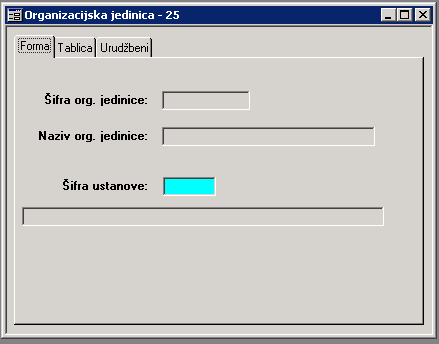 Organizacijska jedinica - 25
Forma Tablica Urudžbeni
Šifra org. jedinice:
Naziv org. jedinice:
Šifra ustanove: